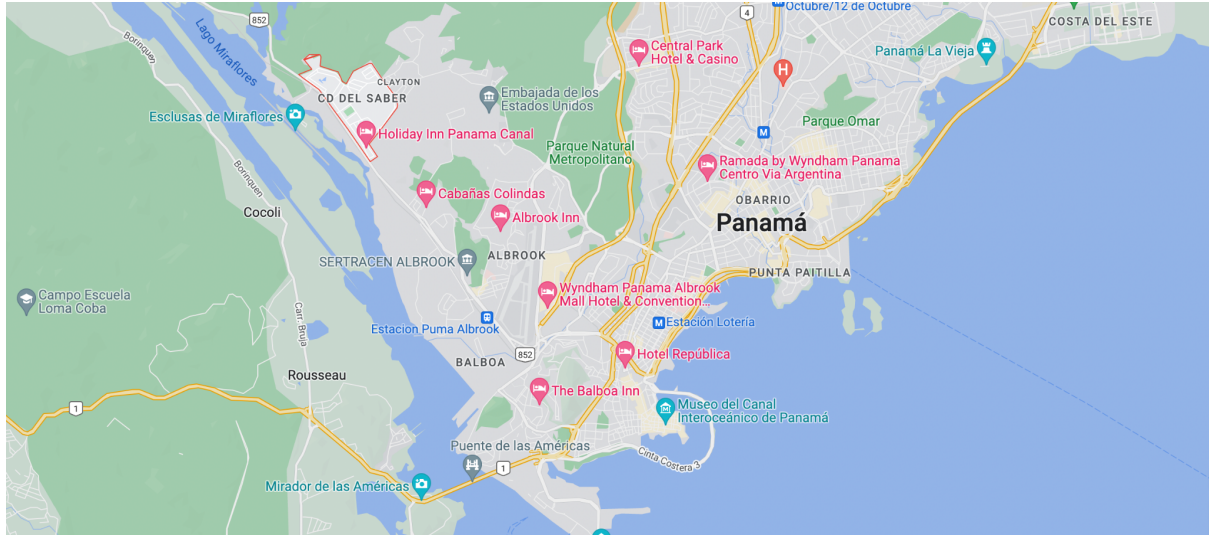 Octubre/12 de Octubre
852
4
COSTA DEL ESTE
Lago Miraflores
Borinquen
Central Park
Hotel & Casino
Panamá La Vieja
H
CLAYTON
CD DEL SABER
Embajada de los
Estados Unidos
Esclusas de Miraflores
Holiday Inn Panama Canal
Parque Omar
M
Parque Natural
Metropolitano
Ramada by Wyndham Panama
Centro Via Argentina
Borinquen
Cabañas Colindas
OBARRIO
Cocoli
Albrook Inn
Panamá
SERTRACEN ALBROOK
ALBROOK
PUNTA PAITILLA
Campo Escuela
Loma Coba
Wyndham Panama Albrook
Mall Hotel & Convention...
Carr. Bruja
Estacion Puma Albrook
M
Estación Lotería
BALBOA
852
Hotel República
Rousseau
The Balboa Inn
1
Museo del Canal
Interoceánico de Panamá
Puente de las Américas
Cinta Costera 3
1
Mirador de las Américas